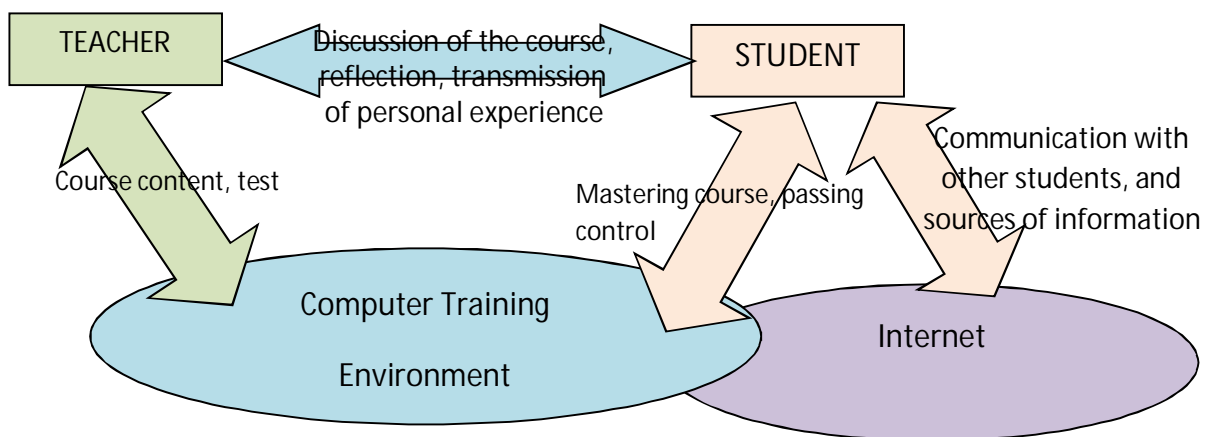 TEACHER
Discussion of the course,
reflection, transmission
of personal experience
STUDENT
Course content, test
Mastering course, passing
control
Communication with
other students, and
sources of information
Computer Training
Environment
Internet